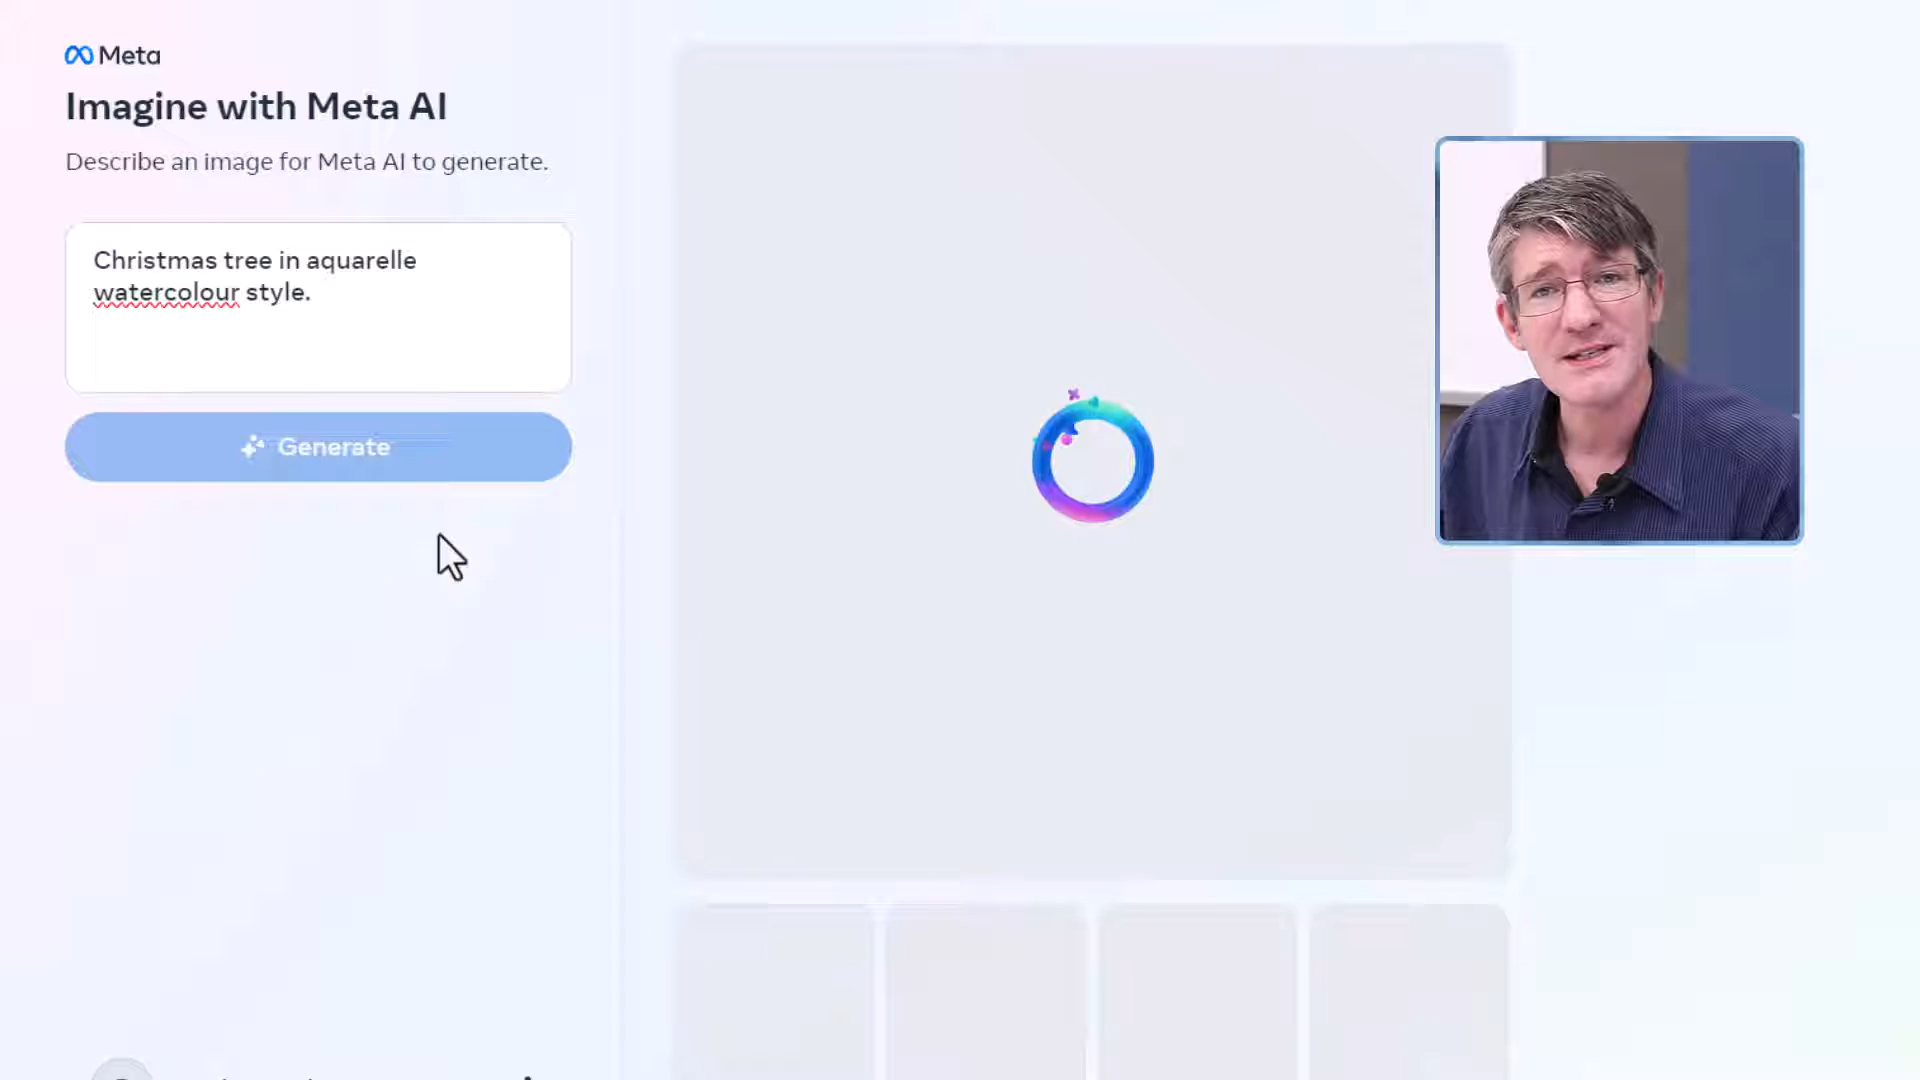 Meta
Imagine with Meta AI
Describe an image for Meta AI to generate.
Christmas tree in aquarelle
watercolour style.
Generate